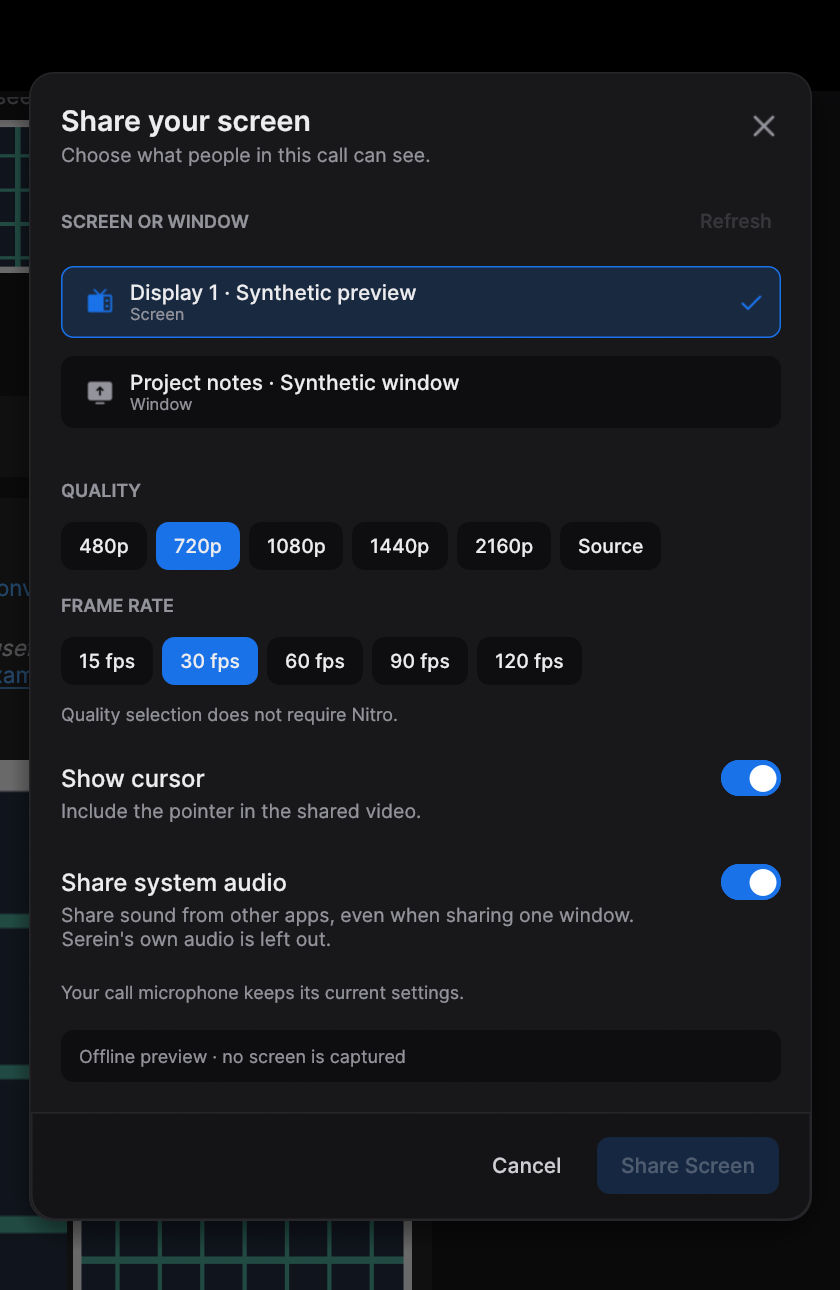 Share your screen
Choose what people in this call can see.
SCREEN OR WINDOW
Refresh
Display 1 · Synthetic preview
Screen
Project notes · Synthetic window
Window
QUALITY
480p
720p
1080p
1440p
2160p
Source
FRAME RATE
15 fps
30 fps
60 fps
90 fps
120 fps
Quality selection does not require Nitro.
Show cursor
Include the pointer in the shared video.
Share system audio
Share sound from other apps, even when sharing one window.
Serein's own audio is left out.
Your call microphone keeps its current settings.
Offline preview · no screen is captured
Cancel
Share Screen